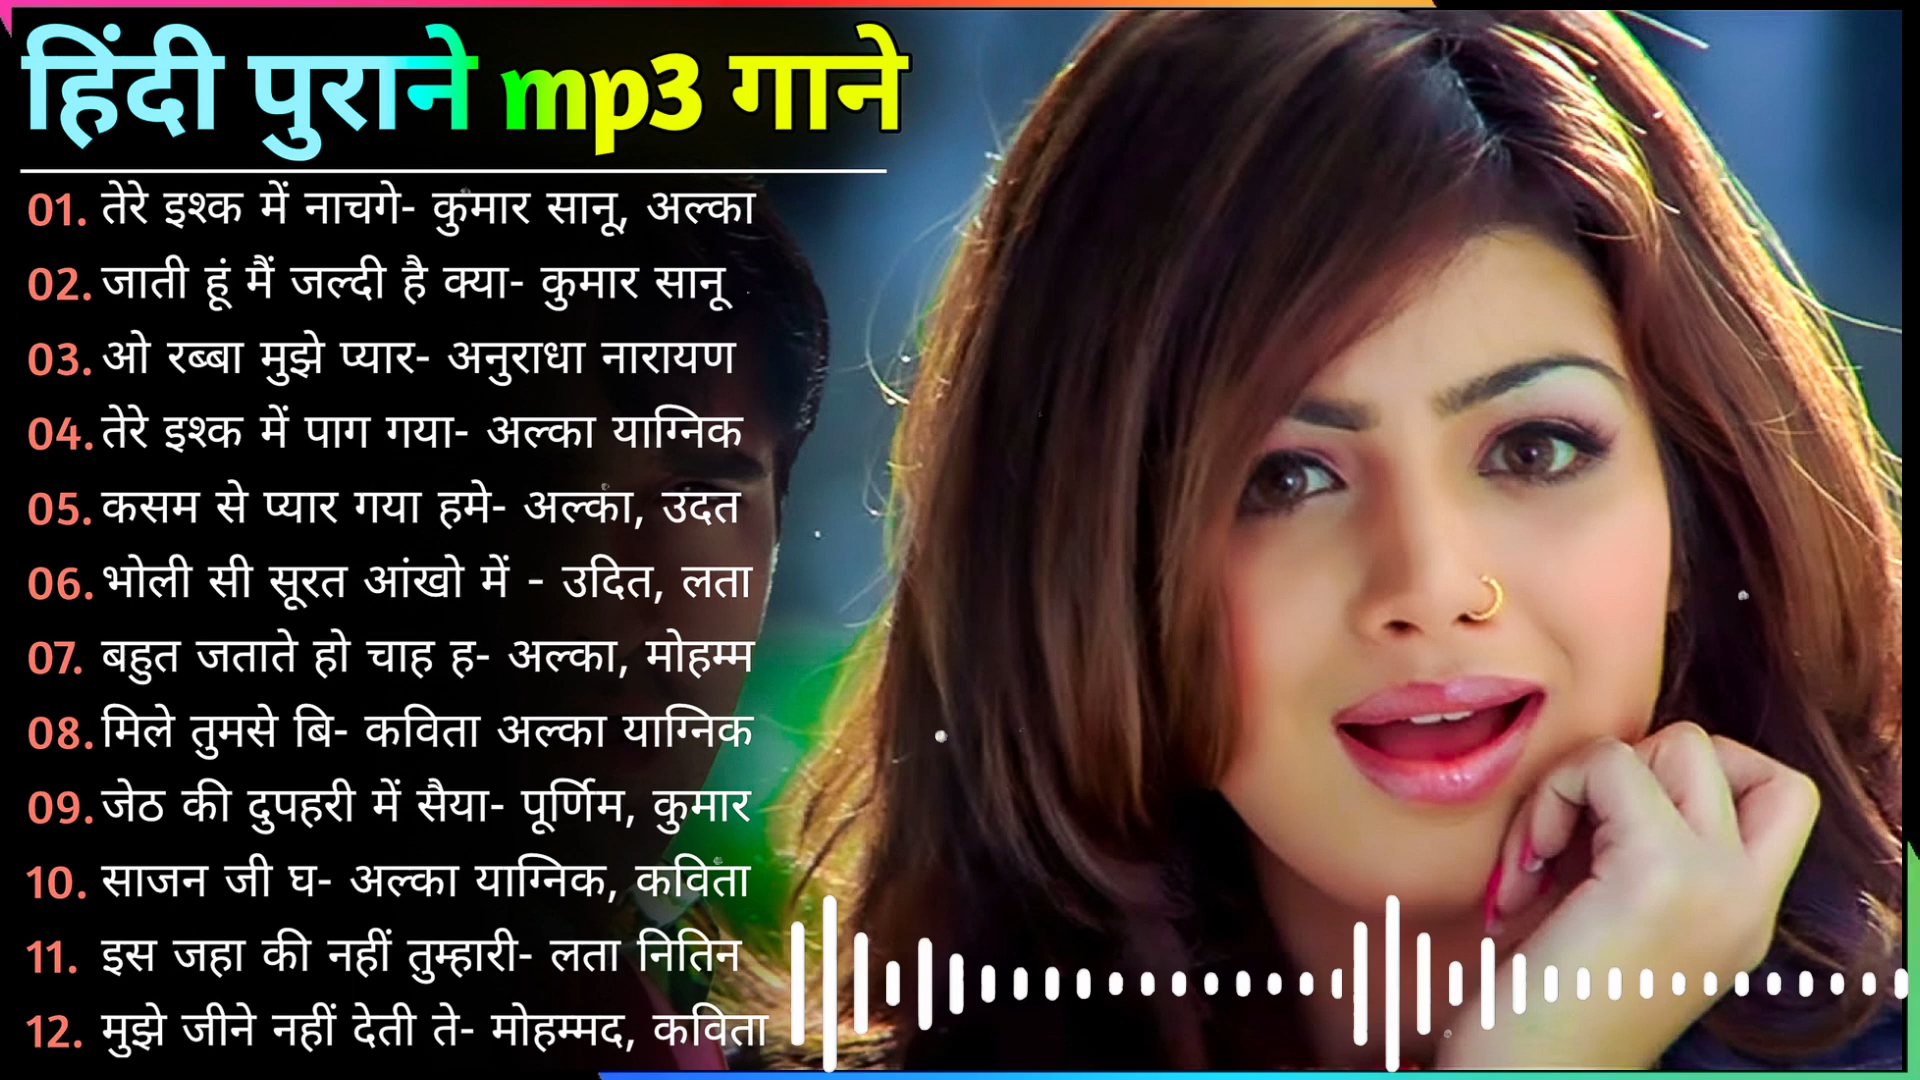 हिंदी पुराने mp3 गाने
01. तेरे इश्क में नाचगे- कुमार सानू, अल्का
02. जाती हूं मैं जल्दी है क्या- कुमार सानू
03. ओ रब्बा मुझे प्यार- अनुराधा नारायण
04. तेरे इश्क में पाग गया- अल्का याग्निक
05. कसम से प्यार गया हमे- अल्का, उदत
06. भोली सी सूरत आंखो में - उदित, लता
07. बहुत जताते हो चाह ह- अल्का, मोहम्म
08. मिले तुमसे बि- कविता अल्का याग्निक
09. जेठ की दुपहरी में सैया- पूर्णिम, कुमार
10. साजन जी घ- अल्का याग्निक, कविता
11. इस जहा की नहीं तुम्हारी- लता नितिन
12. मुझे जीने नहीं देती ते- मोहम्मद, कविता